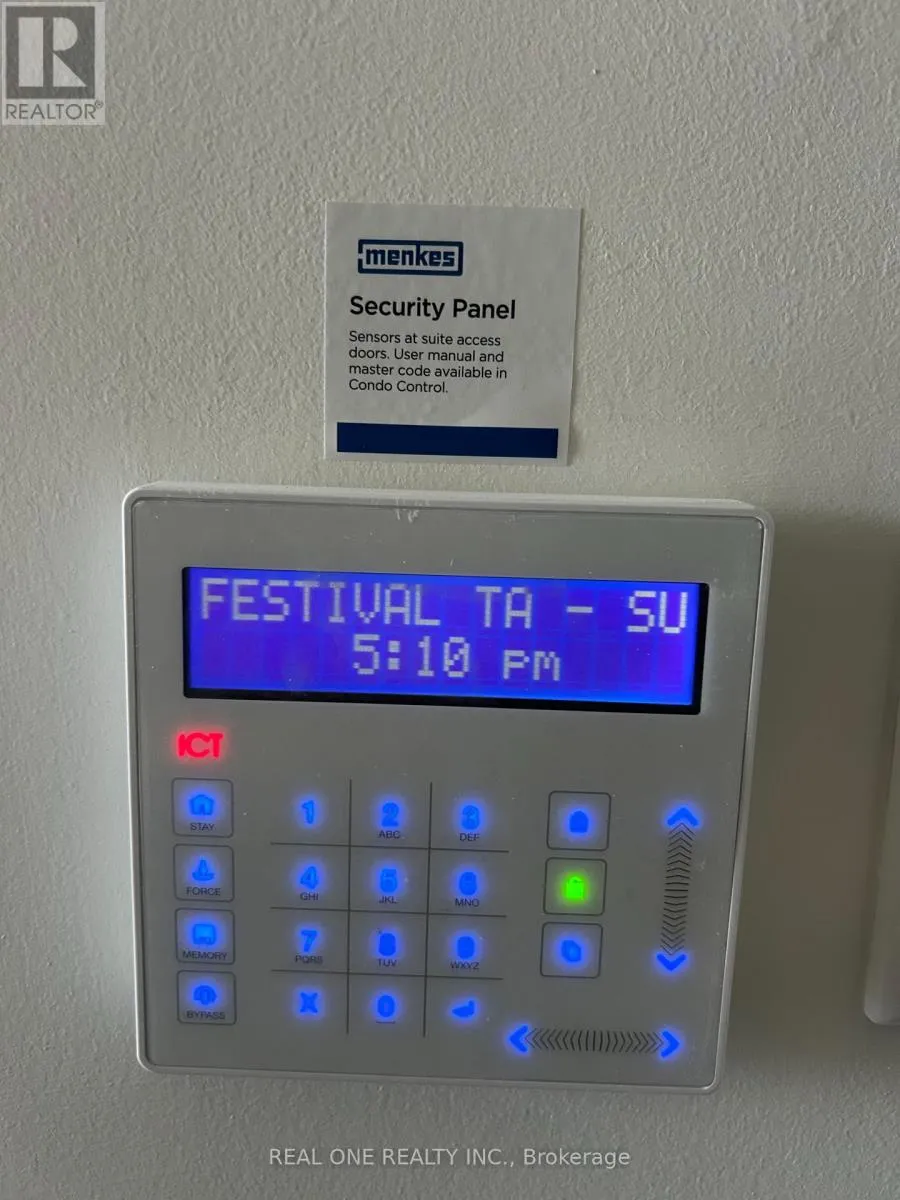 R
REALTOR®
menkes
Security Panel
Sensors at suite access
doors. User manual and
master code available in
Condo Control.
FESTIVAL TA - SU
5:10 pm
ICT
STAY
1
2 ABC
3 DEF
FORCE
4 GHI
5 JKL
6 MNO
MEMORY
7 PQRS
8 TUV
9 WXYZ
BYPASS
X
0
REAL ONE REALTY INC., Brokerage